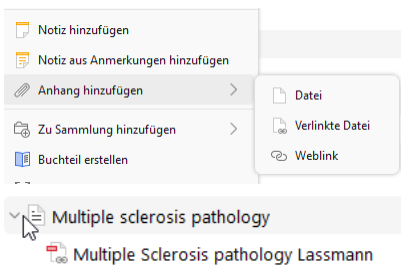 Notiz hinzufügen
Notiz aus Anmerkungen hinzufügen
Anhang hinzufügen
Datei
Verlinkte Datei
Zu Sammlung hinzufügen
Weblink
Buchteil erstellen
Multiple sclerosis pathology
Multiple Sclerosis pathology Lassmann